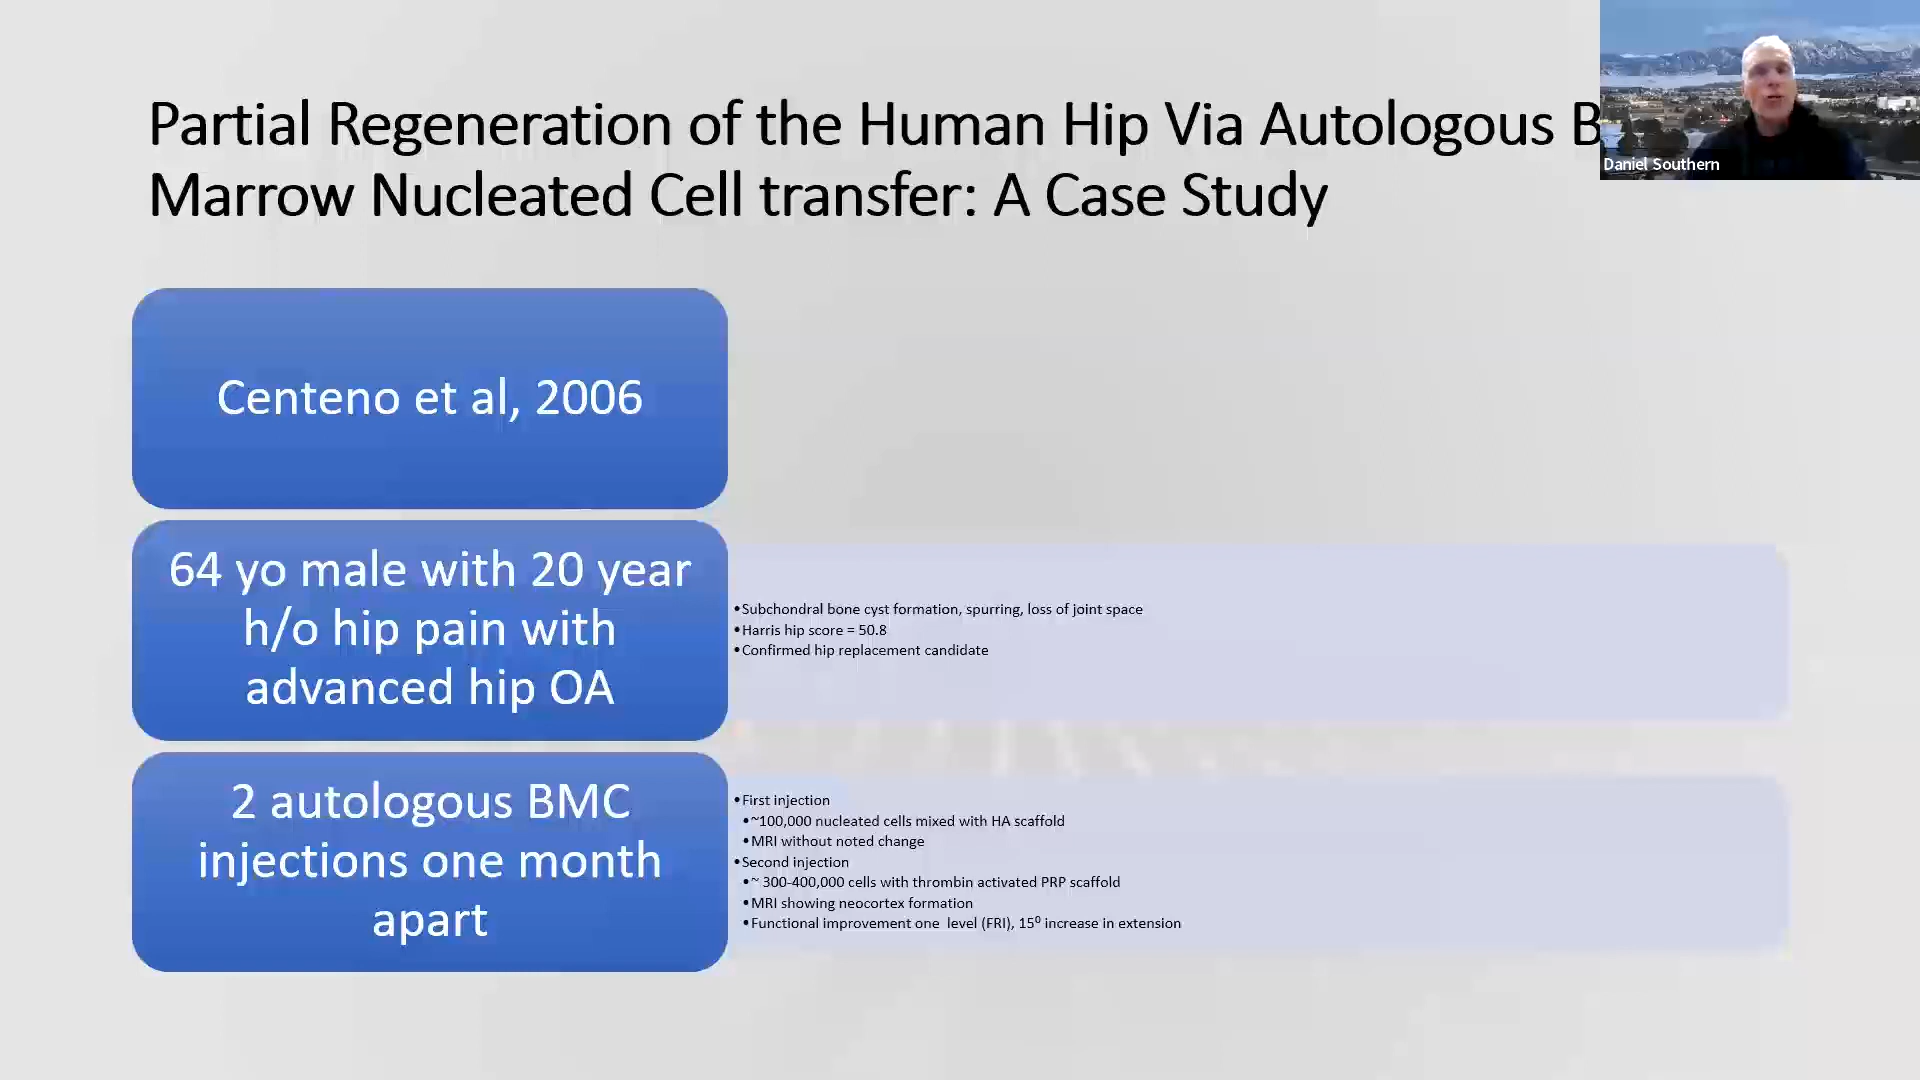 Partial Regeneration of the Human Hip Via Autologous B
Marrow Nucleated Cell transfer: A Case Study
Daniel Southern
Centeno et al, 2006
64 yo male with 20 year
h/o hip pain with
advanced hip OA
•Subchondral bone cyst formation, spurring, loss of joint space
•Harris hip score = 50.8
•Confirmed hip replacement candidate
2 autologous BMC
injections one month
apart
•First injection
•~100,000 nucleated cells mixed with HA scaffold
•MRI without noted change
•Second injection
•~ 300-400,000 cells with thrombin activated PRP scaffold
•MRI showing neocortex formation
•Functional improvement one  level (FRI), 15⁰ increase in extension